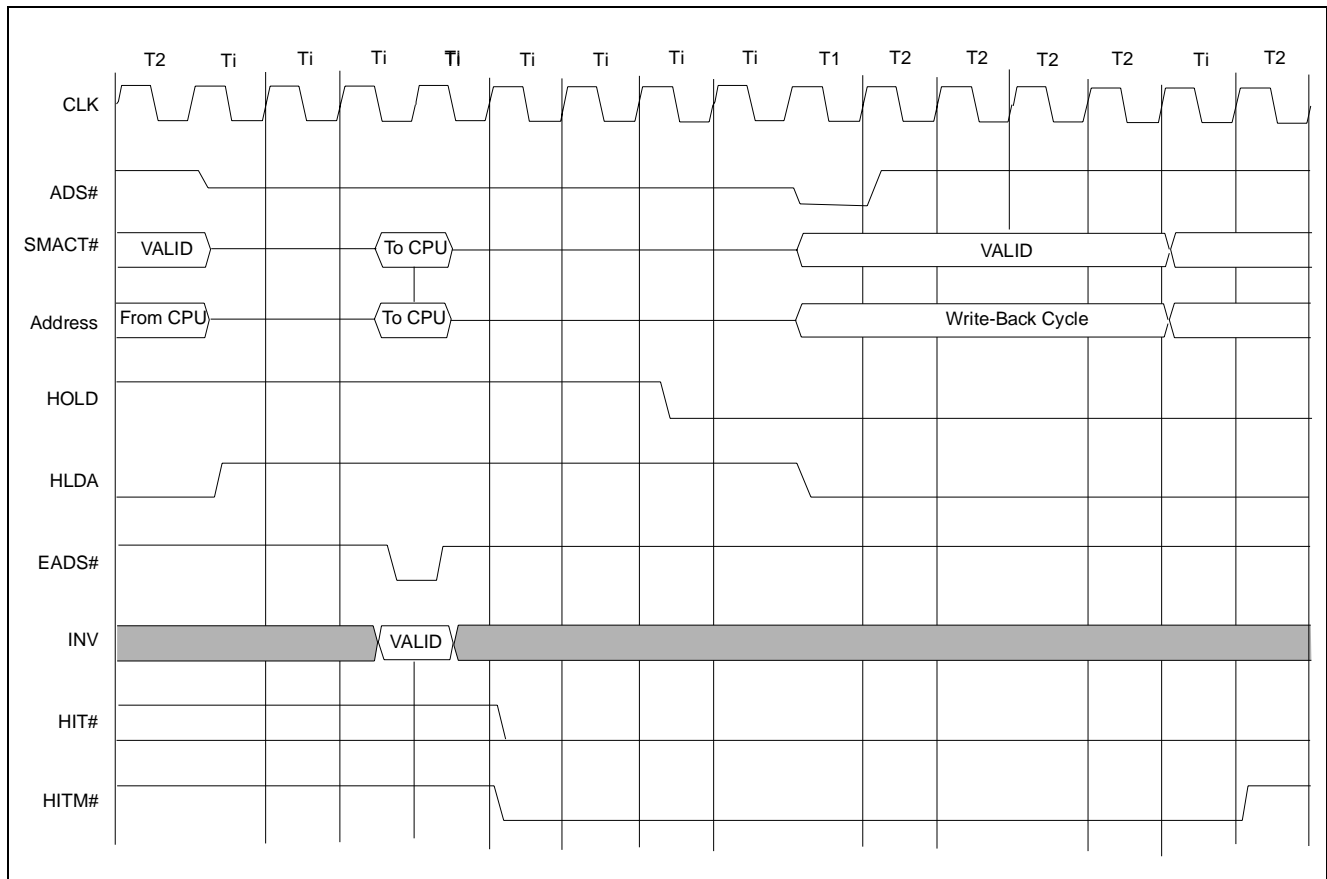 T2 Ti Ti Ti Ti Ti Ti Ti Ti T1 T2 T2 T2 T2 Ti T2
CLK
ADS#
SMACT# VALID To CPU VALID
Address From CPU To CPU Write-Back Cycle
HOLD
HLDA
EADS#
INV VALID
HIT#
HITM#